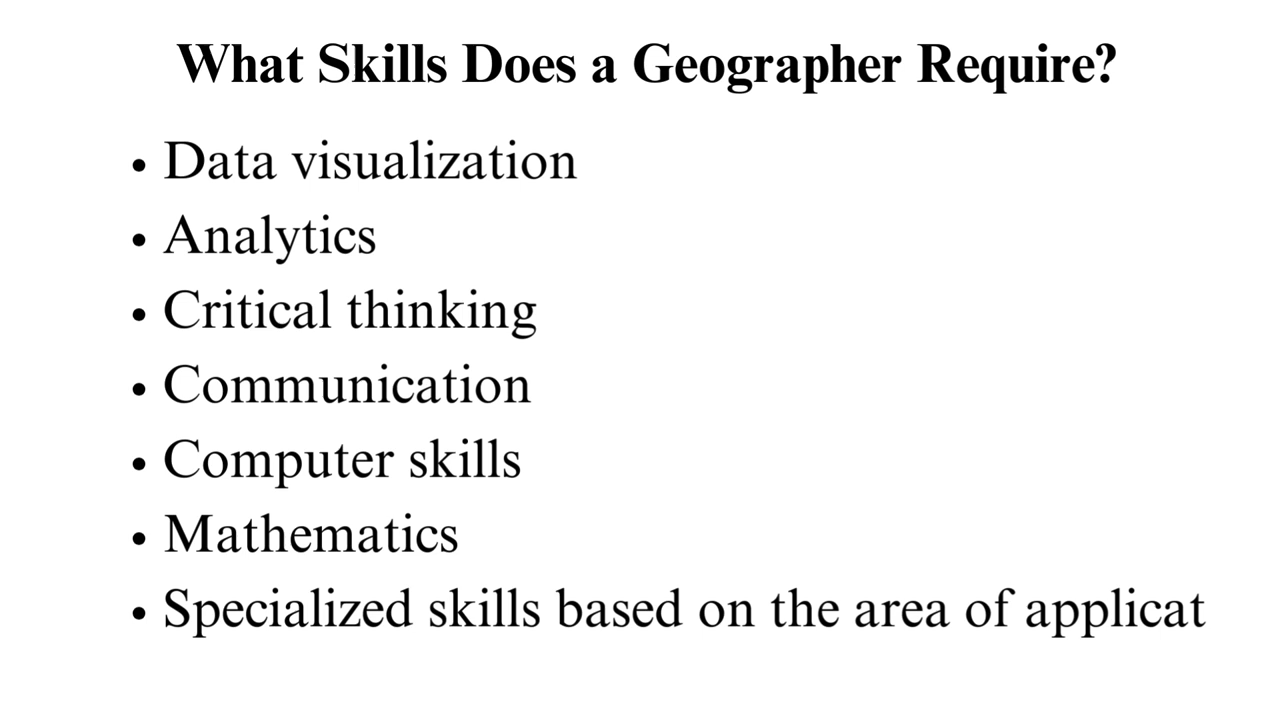 What Skills Does a Geographer Require?
• Data visualization
• Analytics
• Critical thinking
• Communication
• Computer skills
• Mathematics
• Specialized skills based on the area of applicat